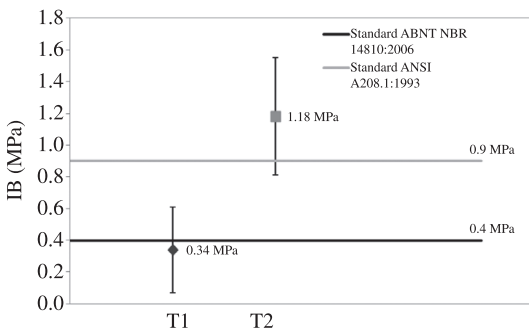 1.8
1.6
1.4
1.2
1.0
0.8
0.6
0.4
0.2
0.0
IB (MPa)
Standard ABNT NBR
14810:2006
Standard ANSI
A208.1:1993
1.18 MPa
0.9 MPa
0.4 MPa
0.34 MPa
T1 T2